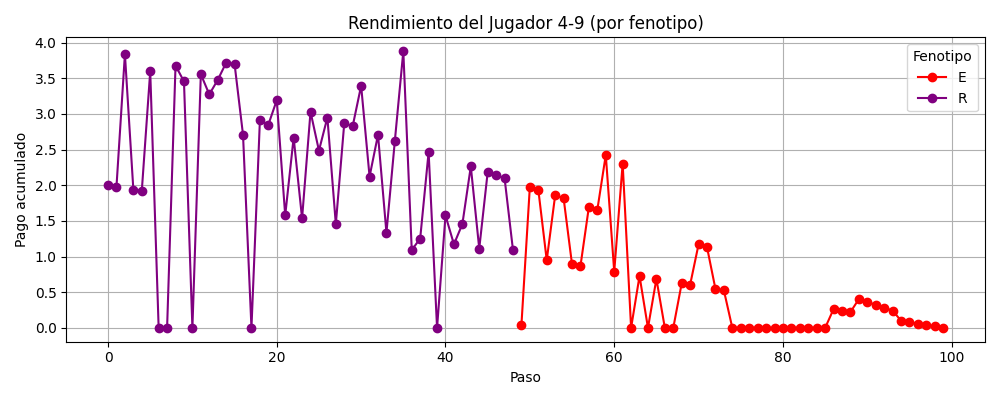 Rendimiento del Jugador 4-9 (por fenotipo)
Pago acumulado
4.0
3.5
3.0
2.5
2.0
1.5
1.0
0.5
0.0
Fenotipo
E
R
0 20 40 60 80 100
Paso